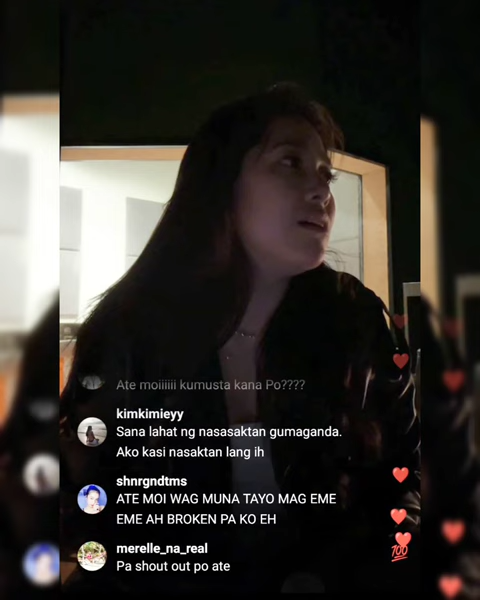 Ate moiiiiii kumusta kana Po????
kimkimieyy
Sana lahat ng nasasaktan gumaganda.
Ako kasi nasaktan lang ih
shnrgndtms
ATE MOI WAG MUNA TAYO MAG EME
EME AH BROKEN PA KO EH
merelle_na_real
Pa shout out po ate
💯